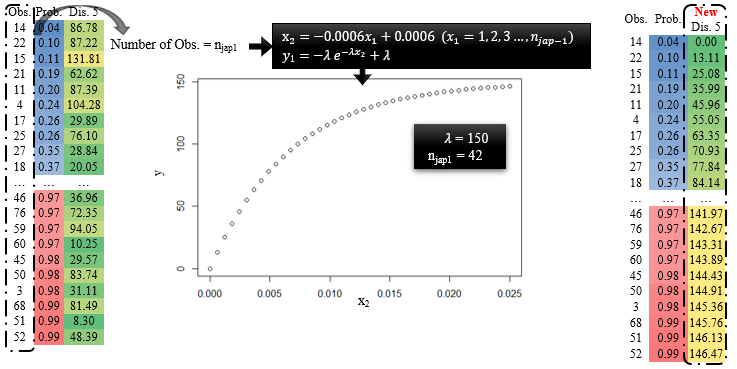 Obs. Prob. Dis. 5
14 0.04 86.78
22 0.10 87.22
15 0.11 131.81
21 0.19 62.62
11 0.20 87.39
4 0.24 104.28
17 0.26 29.89
25 0.26 76.10
27 0.35 28.84
18 0.37 20.05
... ... ...
46 0.97 36.96
76 0.97 72.35
59 0.97 94.05
60 0.97 10.25
45 0.98 29.57
50 0.98 83.74
3 0.98 31.11
68 0.99 81.49
51 0.99 8.30
52 0.99 48.39
Number of Obs. = n_jap1
x₂ = −0.0006x₁ + 0.0006 (x₁ = 1, 2, 3 ..., n_jap−1)
y₁ = −λ e^(−λx₂) + λ
150
100
50
0
y
λ = 150
n_jap1 = 42
0.000 0.005 0.010 0.015 0.020 0.025
x₂
New
Obs. Prob. Dis. 5
14 0.04 0.00
22 0.10 13.11
15 0.11 25.08
21 0.19 35.99
11 0.20 45.96
4 0.24 55.05
17 0.26 63.35
25 0.26 70.93
27 0.35 77.84
18 0.37 84.14
... ... ...
46 0.97 141.97
76 0.97 142.67
59 0.97 143.31
60 0.97 143.89
45 0.98 144.43
50 0.98 144.91
3 0.98 145.36
68 0.99 145.76
51 0.99 146.13
52 0.99 146.47